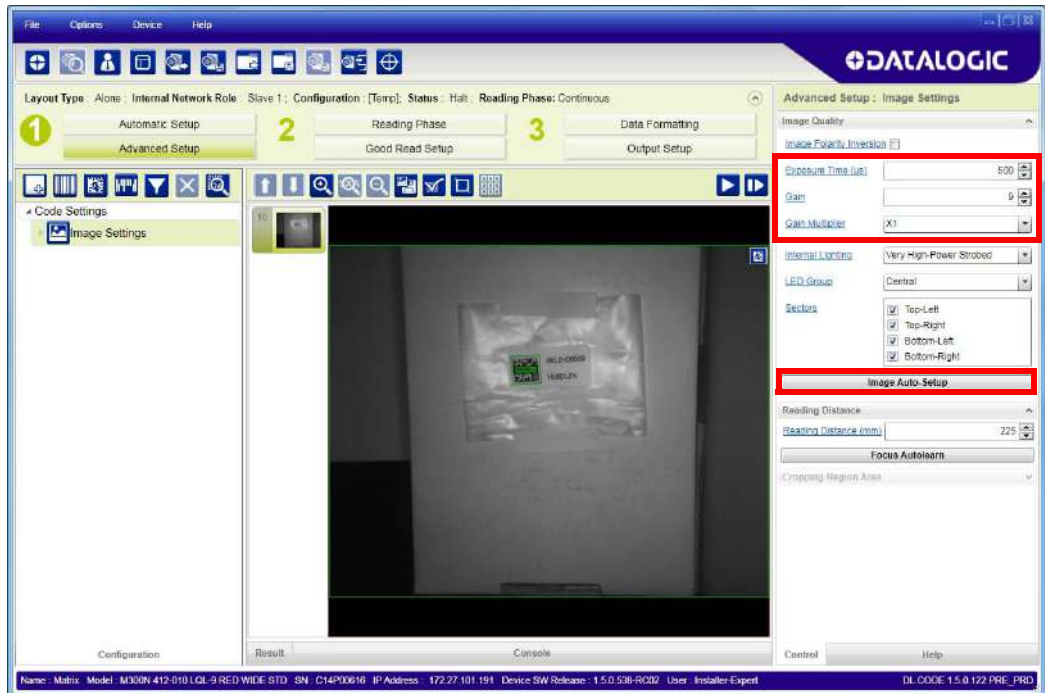 File Options Device Help
DATALOGIC
Layout Type Alone : Internal Network Role : Slave 1 ; Configuration : [Temp]; Status : Halt ; Reading Phase: Continuous
1 Automatic Setup
Advanced Setup
2 Reading Phase
Good Read Setup
3 Data Formatting
Output Setup
Code Settings
Image Settings
10
Result
Console
Configuration
Advanced Setup : Image Settings
Image Quality
Image Polarity Inversion
Exposure Time (us) 500
Gain 9
Gain Multiplier X1
Internal Lighting Very High-Power Strobed
LED Group Central
Sectors
Top-Left
Top-Right
Bottom-Left
Bottom-Right
Image Auto-Setup
Reading Distance
Reading Distance (mm) 225
Focus Autolearn
Cropping Region Area
Control Help
Name : Matrix Model : M300N 412-010 LQL-9 RED WIDE STD SN : C14P00616 IP Address : 172.27.101.191 Device SW Release : 1.5.0.538-RC02 User : Installer-Expert DL.CODE 1.5.0.122 PRE_PRD